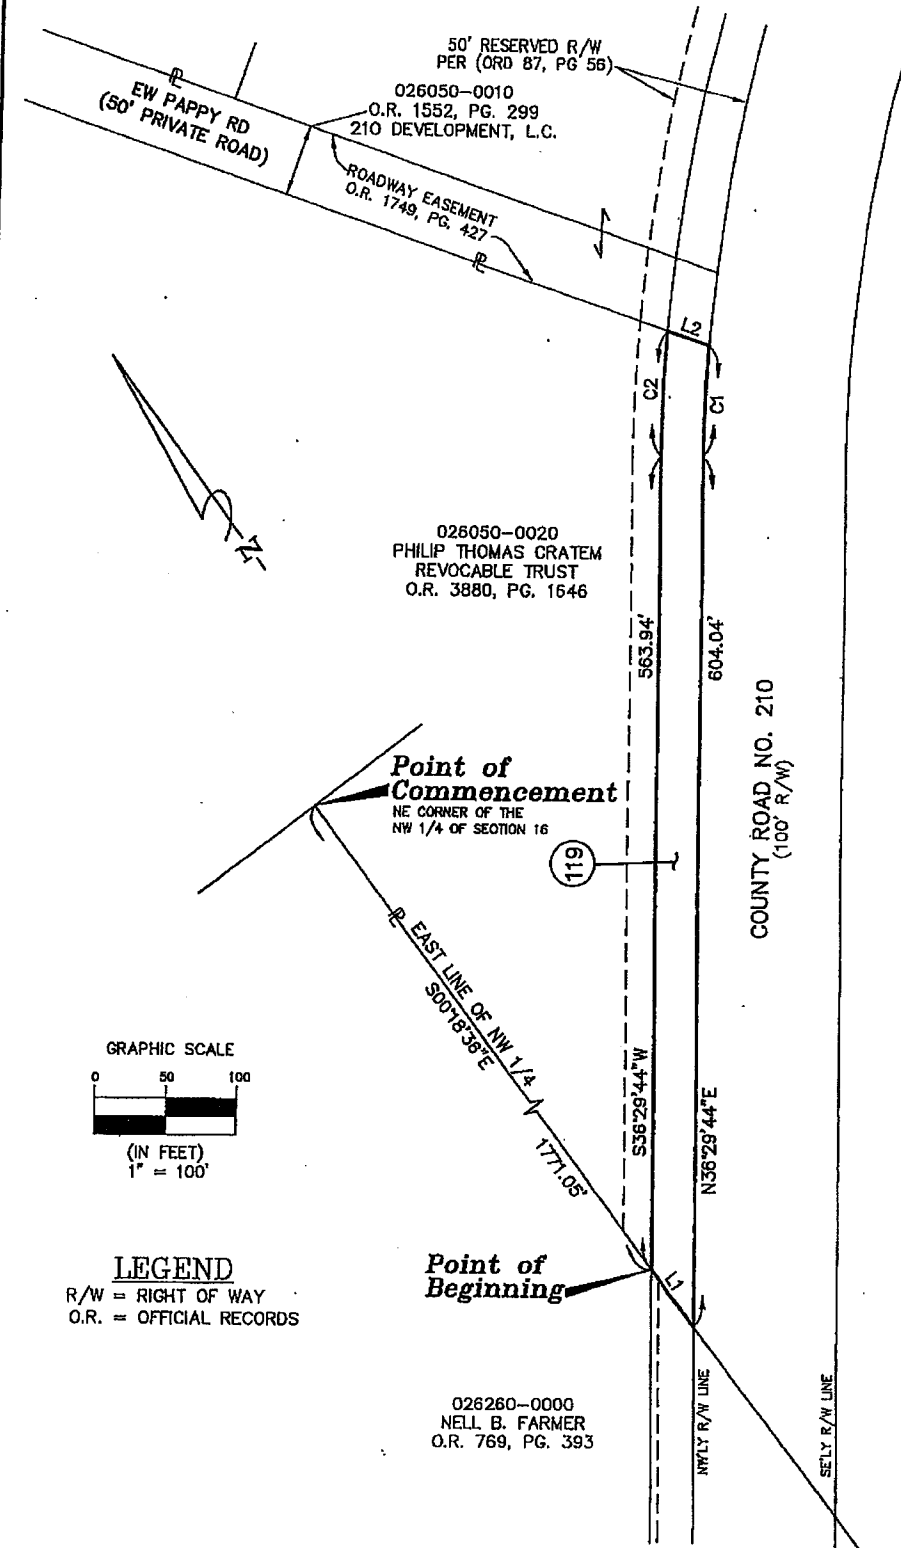 50' RESERVED R/W
PER (ORD 87, PG 56)
026050-0010
O.R. 1552, PG. 299
210 DEVELOPMENT, L.C.
EW PAPPY RD
(50' PRIVATE ROAD)
ROADWAY EASEMENT
O.R. 1749, PG. 427
L2
C2
C1
N
026050-0020
PHILIP THOMAS CRATEM
REVOCABLE TRUST
O.R. 3880, PG. 1646
563.94'
604.04'
COUNTY ROAD NO. 210
(100' R/W)
Point of
Commencement
NE CORNER OF THE
NW 1/4 OF SECTION 16
119
EAST LINE OF NW 1/4
S00°18'36"E
1771.05'
S36°29'44"W
N36°29'44"E
GRAPHIC SCALE
0 50 100
(IN FEET)
1" = 100'
LEGEND
R/W = RIGHT OF WAY
O.R. = OFFICIAL RECORDS
Point of
Beginning
L1
026260-0000
NELL B. FARMER
O.R. 769, PG. 393
NW'LY R/W LINE
SE'LY R/W LINE